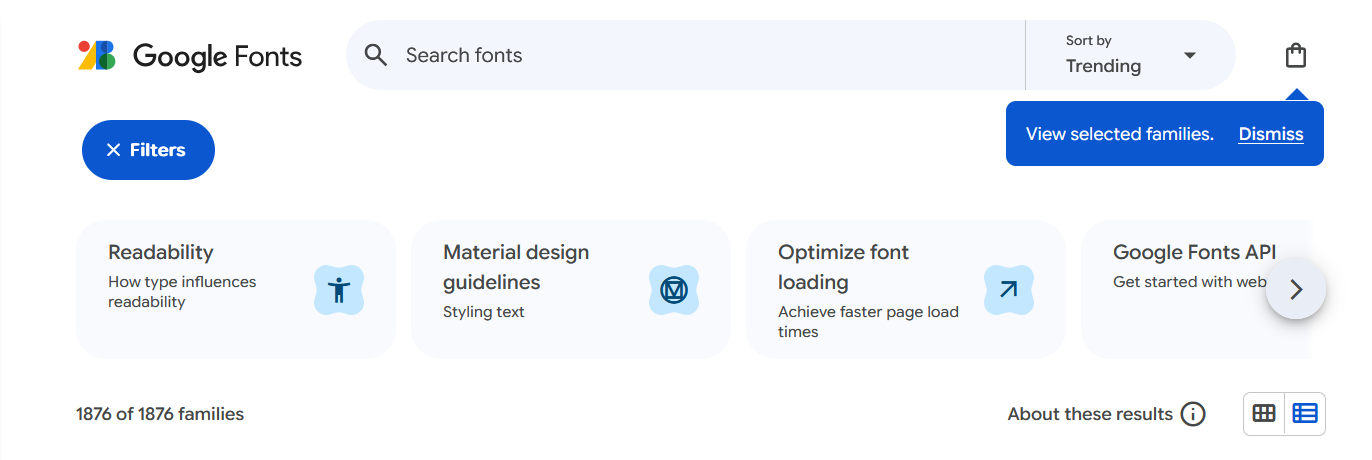 Google Fonts
Search fonts
Sort by
Trending
Filters
View selected families. Dismiss
Readability
How type influences
readability
Material design
guidelines
Styling text
Optimize font
loading
Achieve faster page load
times
Google Fonts API
Get started with web
1876 of 1876 families
About these results